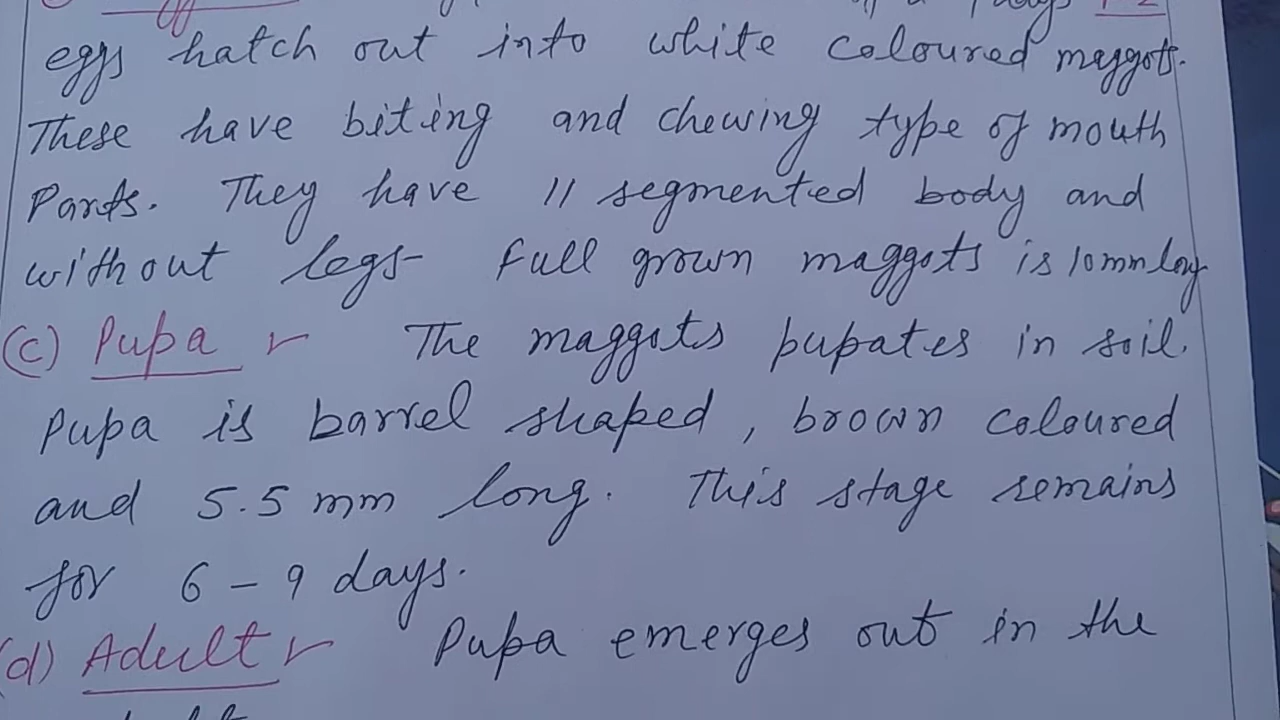 eggs hatch out into white coloured maggots.
These have biting and chewing type of mouth
Parts. They have 11 segmented body and
without legs- Full grown maggots is 10mm long
(c) Pupa - The maggots pupates in soil.
Pupa is barrel shaped, brown coloured
and 5.5 mm long. This stage remains
for 6-9 days.
(d) Adult - Pupa emerges out in the